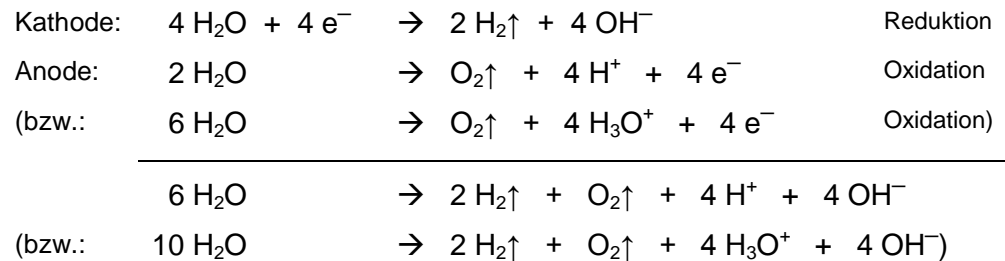 Kathode: 4 H₂O + 4 e⁻ → 2 H₂↑ + 4 OH⁻ Reduktion
Anode: 2 H₂O → O₂↑ + 4 H⁺ + 4 e⁻ Oxidation
(bzw.: 6 H₂O → O₂↑ + 4 H₃O⁺ + 4 e⁻ Oxidation)
6 H₂O → 2 H₂↑ + O₂↑ + 4 H⁺ + 4 OH⁻
(bzw.: 10 H₂O → 2 H₂↑ + O₂↑ + 4 H₃O⁺ + 4 OH⁻)